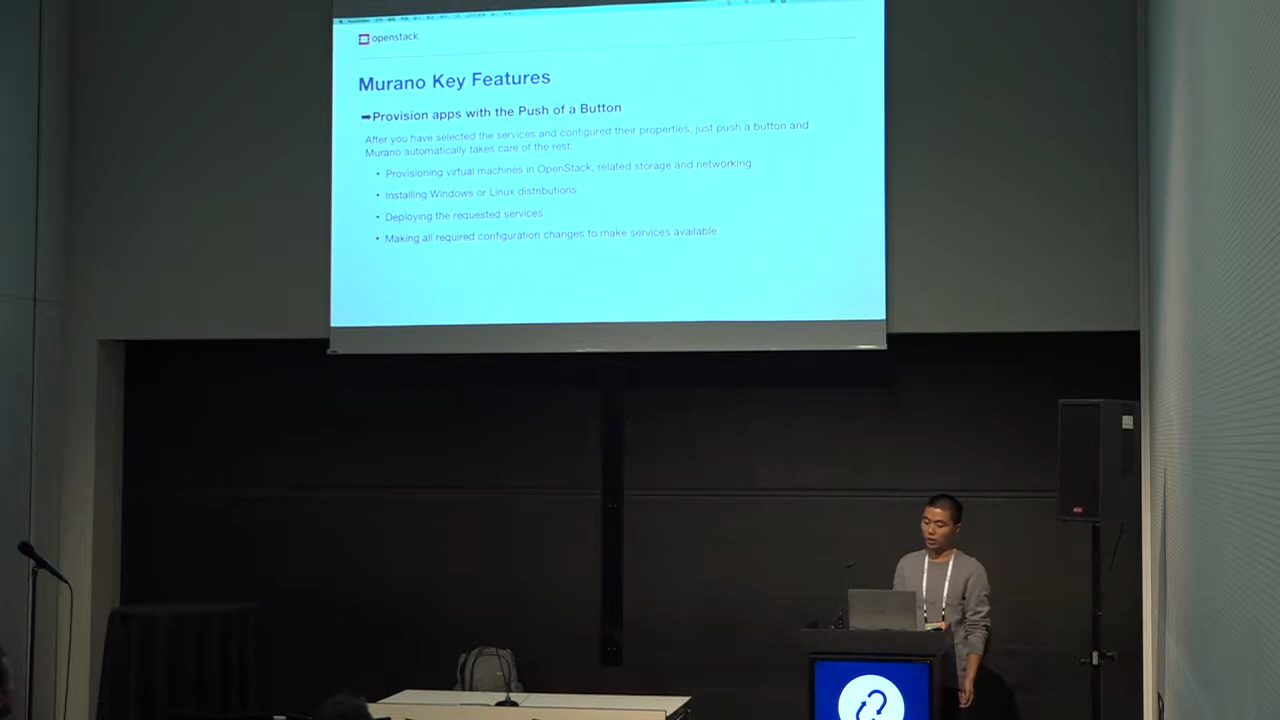 openstack
Murano Key Features
➡Provision apps with the Push of a Button
After you have selected the services and configured their properties, just push a button and
Murano automatically takes care of the rest:
• Provisioning virtual machines in OpenStack, related storage and networking
• Installing Windows or Linux distributions
• Deploying the requested services
• Making all required configuration changes to make services available